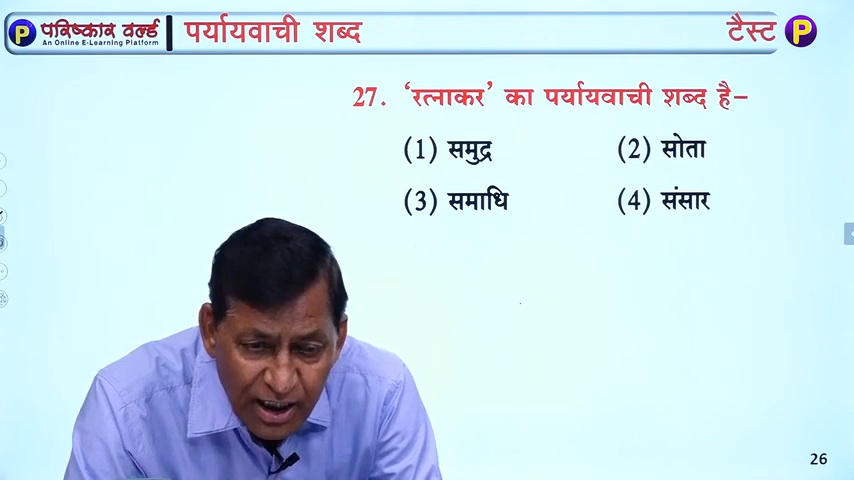 P परिष्कार वर्ल्ड
An Online E-Learning Platform
पर्यायवाची शब्द
टैस्ट P
27. ‘रत्नाकर’ का पर्यायवाची शब्द है–
(1) समुद्र (2) सोता
(3) समाधि (4) संसार
26